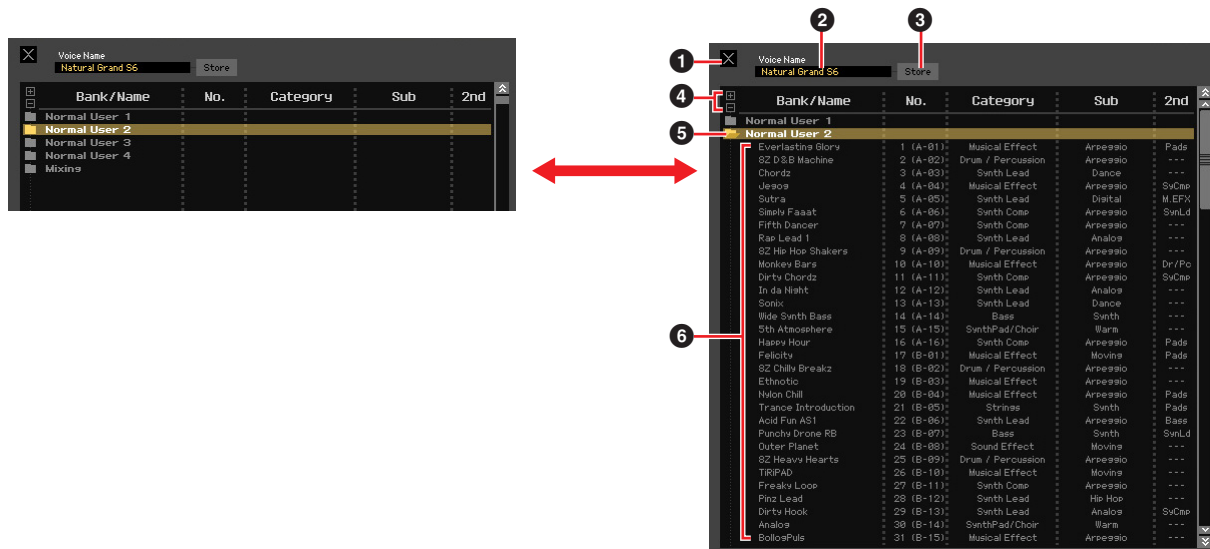 Voice Name
Natural Grand S6 Store
Bank/Name No. Category Sub 2nd
Normal User 1
Normal User 2
Normal User 3
Normal User 4
Mixing
1 2 3 4 5 6
Voice Name
Natural Grand S6 Store
Bank/Name No. Category Sub 2nd
Normal User 1
Normal User 2
Everlasting Glory 1 (A-01) Musical Effect Arpeggio Pads
8Z D&B Machine 2 (A-02) Drum / Percussion Arpeggio ---
Chordz 3 (A-03) Synth Lead Dance ---
Jegog 4 (A-04) Musical Effect Arpeggio SyCmp
Sutra 5 (A-05) Synth Lead Digital M.EFX
Simply Faaat 6 (A-06) Synth Comp Arpeggio SynLd
Fifth Dancer 7 (A-07) Synth Comp Arpeggio ---
Rap Lead 1 8 (A-08) Synth Lead Analog ---
8Z Hip Hop Shakers 9 (A-09) Drum / Percussion Arpeggio ---
Monkey Bars 10 (A-10) Musical Effect Arpeggio Dr/Pc
Dirty Chordz 11 (A-11) Synth Comp Arpeggio SyCmp
In da Night 12 (A-12) Synth Lead Analog ---
Sonix 13 (A-13) Synth Lead Dance ---
Wide Synth Bass 14 (A-14) Bass Synth ---
5th Atmosphere 15 (A-15) SynthPad/Choir Warm ---
Happy Hour 16 (A-16) Synth Comp Arpeggio Pads
Felicity 17 (B-01) Musical Effect Moving Pads
8Z Chilly Breakz 18 (B-02) Drum / Percussion Arpeggio ---
Ethnotic 19 (B-03) Musical Effect Arpeggio ---
Nylon Chill 20 (B-04) Musical Effect Arpeggio Pads
Trance Introduction 21 (B-05) Strings Synth Pads
Acid Fun AS1 22 (B-06) Synth Lead Arpeggio Bass
Punchy Drone RB 23 (B-07) Bass Synth SynLd
Outer Planet 24 (B-08) Sound Effect Moving ---
8Z Heavy Hearts 25 (B-09) Drum / Percussion Arpeggio ---
TiRiPAD 26 (B-10) Musical Effect Moving ---
Freaky Loop 27 (B-11) Synth Comp Arpeggio ---
Pinz Lead 28 (B-12) Synth Lead Hip Hop ---
Dirty Hook 29 (B-13) Synth Lead Analog SyCmp
Analog 30 (B-14) SynthPad/Choir Warm ---
BollogPuls 31 (B-15) Musical Effect Arpeggio ---